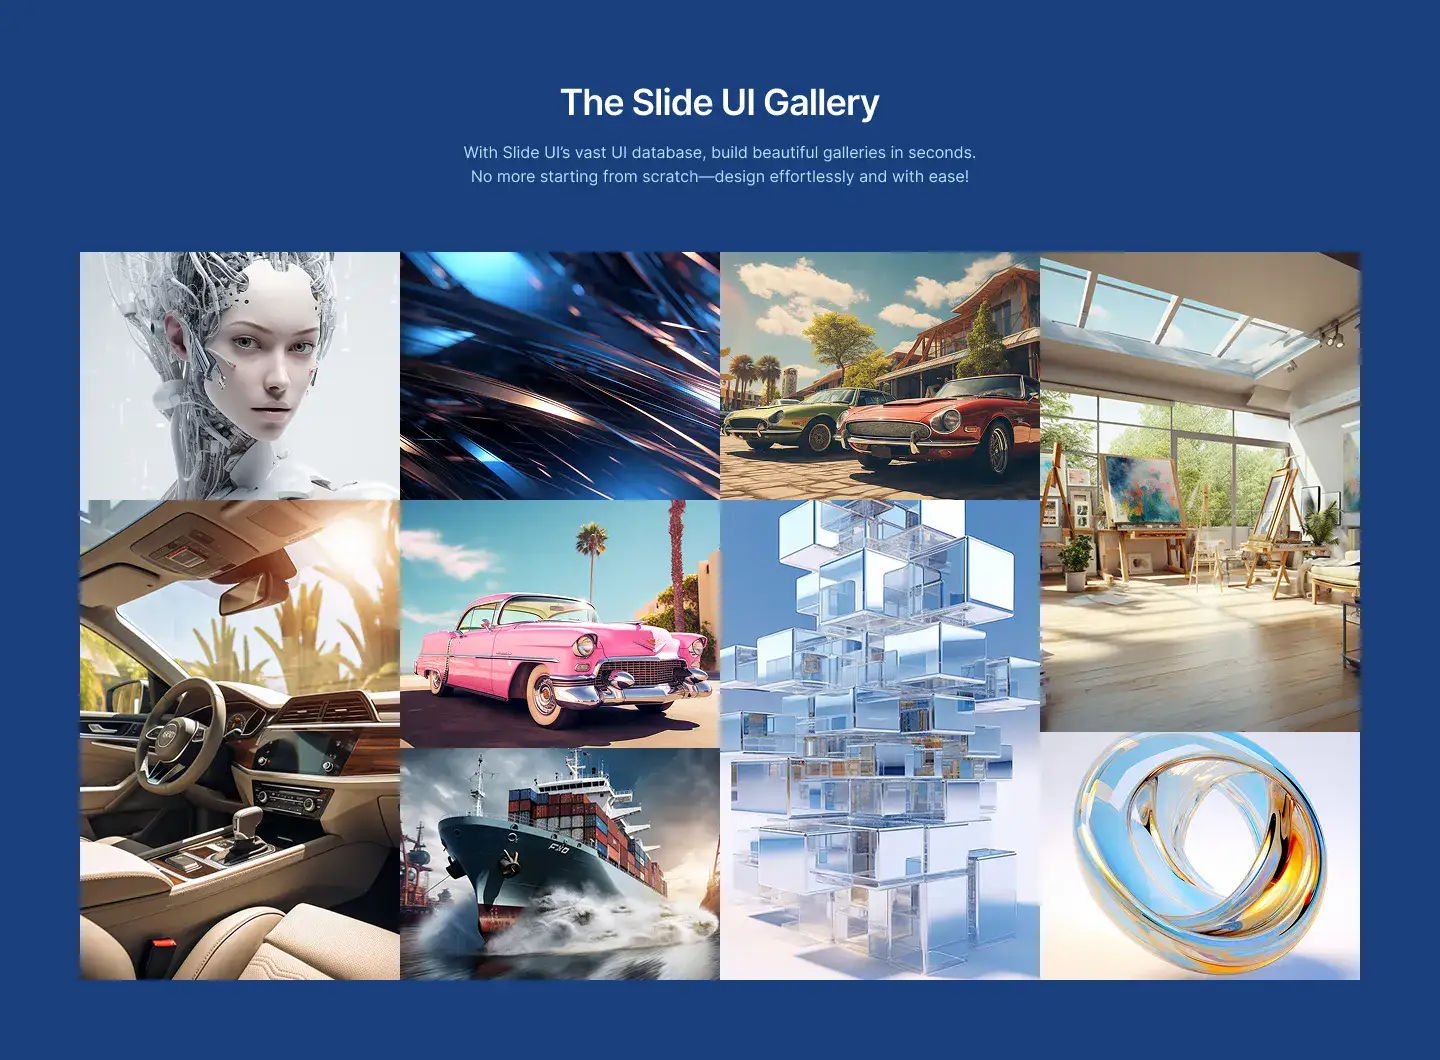 The Slide UI Gallery
With Slide UI’s vast UI database, build beautiful galleries in seconds.
No more starting from scratch—design effortlessly and with ease!